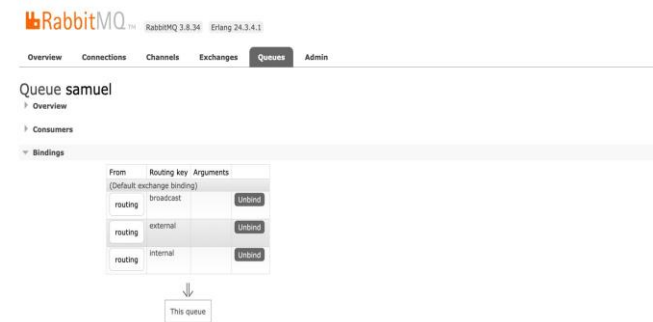 RabbitMQ TM RabbitMQ 3.8.34 Erlang 24.3.4.1
Overview Connections Channels Exchanges Queues Admin
Queue samuel
Overview
Consumers
Bindings
From Routing key Arguments
(Default exchange binding)
routing broadcast Unbind
routing external Unbind
routing internal Unbind
This queue